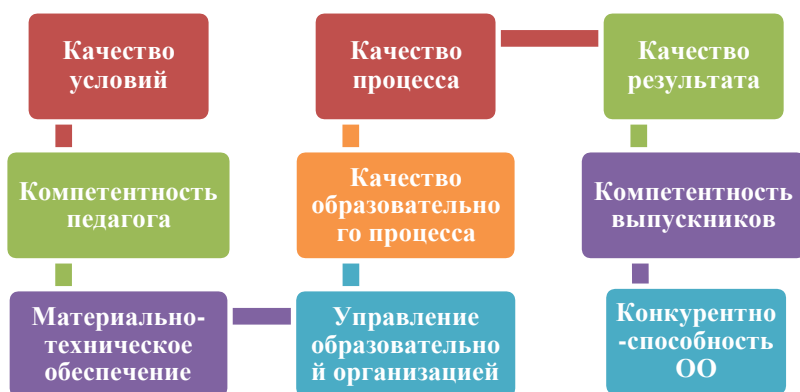 Качество
условий
Качество
процесса
Качество
результата
Компетентность
педагога
Качество
образовательно
го процесса
Компетентность
выпускников
Материально-
техническое
обеспечение
Управление
образовательно
й организацией
Конкурентно
-способность
ОО